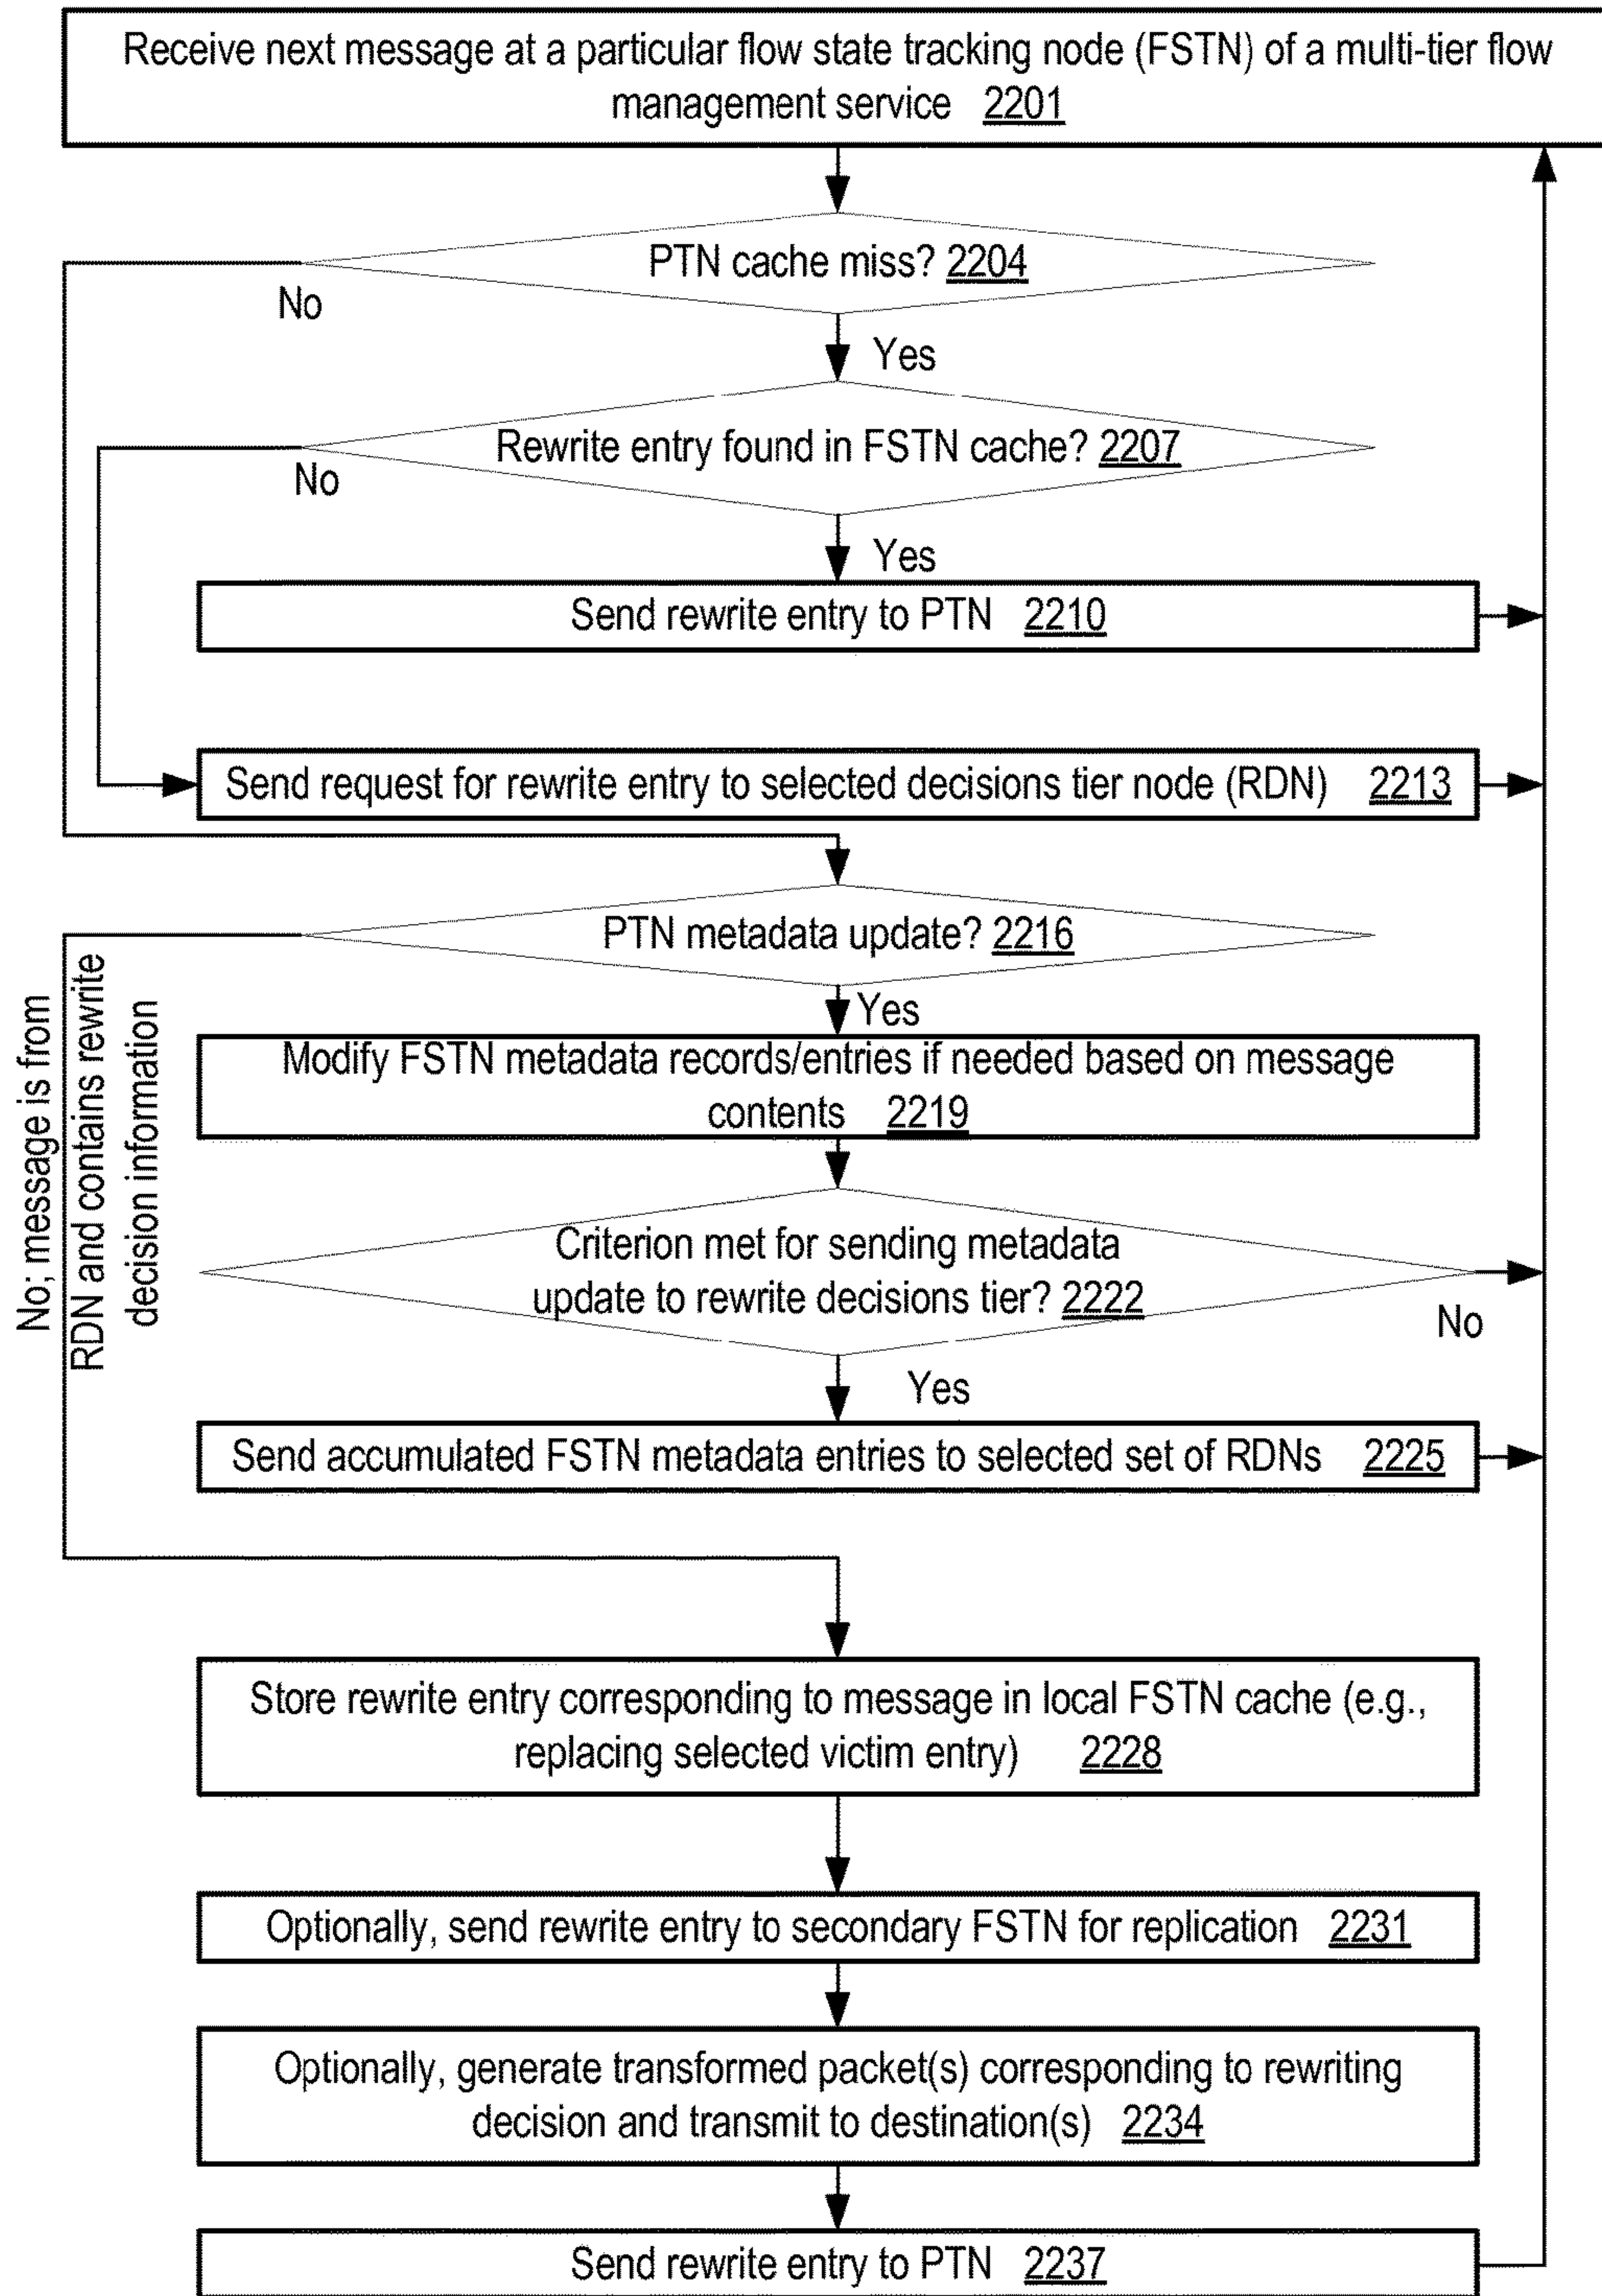 Receive next message at a particular flow state tracking node (FSTN) of a multi-tier flow
management service 2201
PTN cache miss? 2204
No
Yes
Rewrite entry found in FSTN cache? 2207
No
Yes
Send rewrite entry to PTN 2210
Send request for rewrite entry to selected decisions tier node (RDN) 2213
PTN metadata update? 2216
No; message is from
RDN and contains rewrite
decision information
Yes
Modify FSTN metadata records/entries if needed based on message
contents 2219
Criterion met for sending metadata
update to rewrite decisions tier? 2222
No
Yes
Send accumulated FSTN metadata entries to selected set of RDNs 2225
Store rewrite entry corresponding to message in local FSTN cache (e.g.,
replacing selected victim entry) 2228
Optionally, send rewrite entry to secondary FSTN for replication 2231
Optionally, generate transformed packet(s) corresponding to rewriting
decision and transmit to destination(s) 2234
Send rewrite entry to PTN 2237